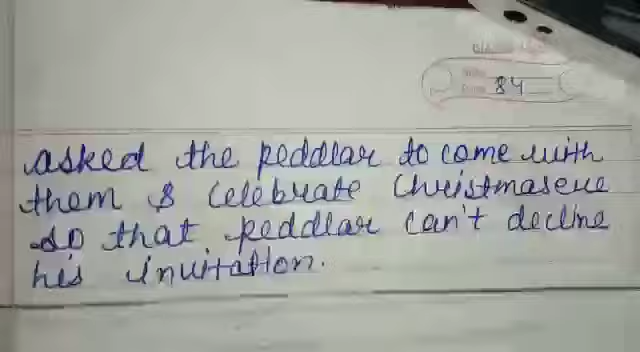 84
asked the peddlar to come with
them & celebrate Christmaseve
so that peddlar can't decline
his invitation.